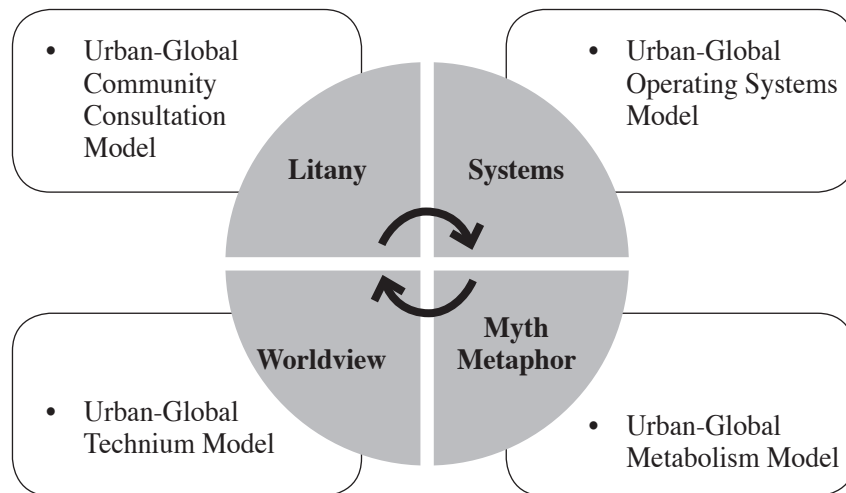 • Urban-Global
Community
Consultation
Model
• Urban-Global
Operating Systems
Model
Litany
Systems
Worldview
Myth
Metaphor
• Urban-Global
Technium Model
• Urban-Global
Metabolism Model